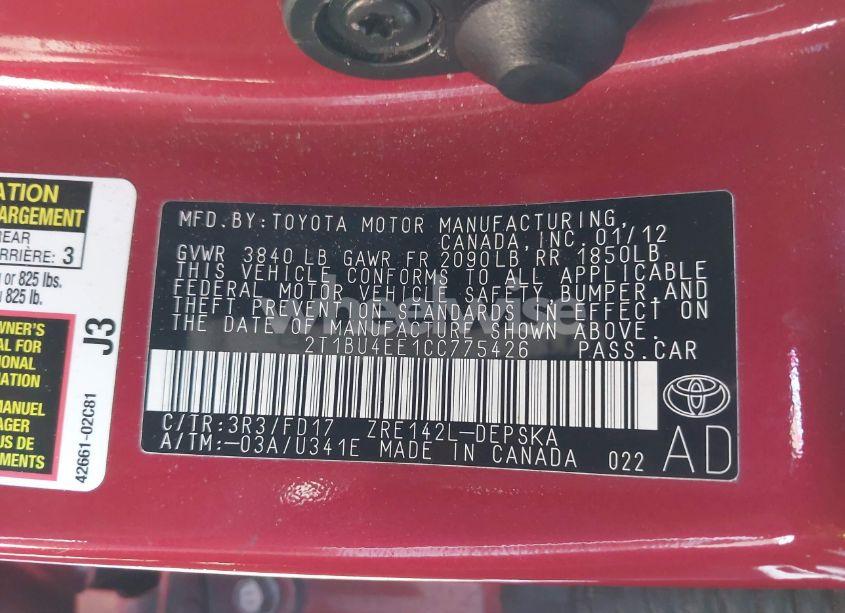 ATION
ARGEMENT
REAR
ARRIÈRE: 3
or 825 lbs.
u 825 lb.
WNER'S
AL FOR
IONAL
ATION
MANUEL
AGER
US DE
MENTS
J3
42661-02C81
MFD. BY: TOYOTA MOTOR MANUFACTURING,
CANADA, INC. 01/12
GVWR 3840 LB GAWR FR 2090LB RR 1850LB
THIS VEHICLE CONFORMS TO ALL APPLICABLE
FEDERAL MOTOR VEHICLE SAFETY, BUMPER, AND
THEFT PREVENTION STANDARDS IN EFFECT ON
THE DATE OF MANUFACTURE SHOWN ABOVE.
2T1BU4EE1CC775426 PASS. CAR
C/TR: 3R3/FD17 ZRE142L-DEPSKA
A/TM: -03A/U341E MADE IN CANADA 022
AD
wheelwise